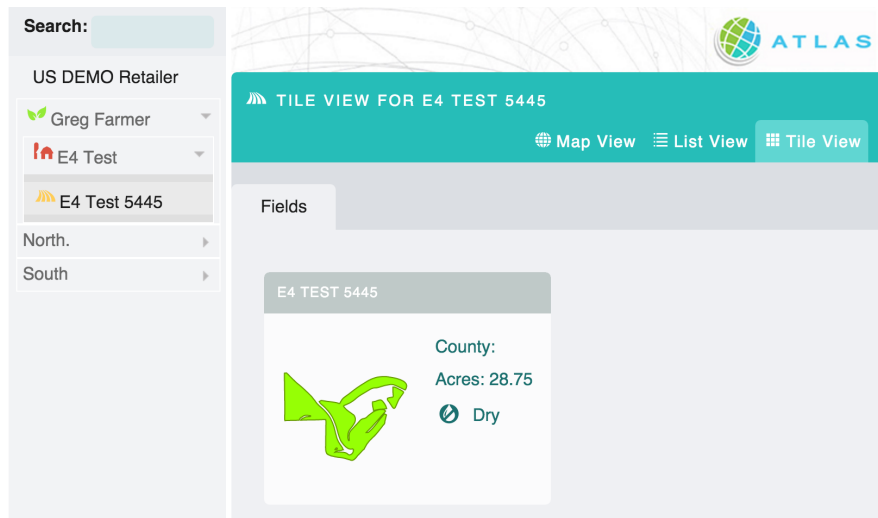 Search:
US DEMO Retailer
Greg Farmer
E4 Test
E4 Test 5445
North.
South
ATLAS
TILE VIEW FOR E4 TEST 5445
Map View
List View
Tile View
Fields
E4 TEST 5445
County:
Acres: 28.75
Dry